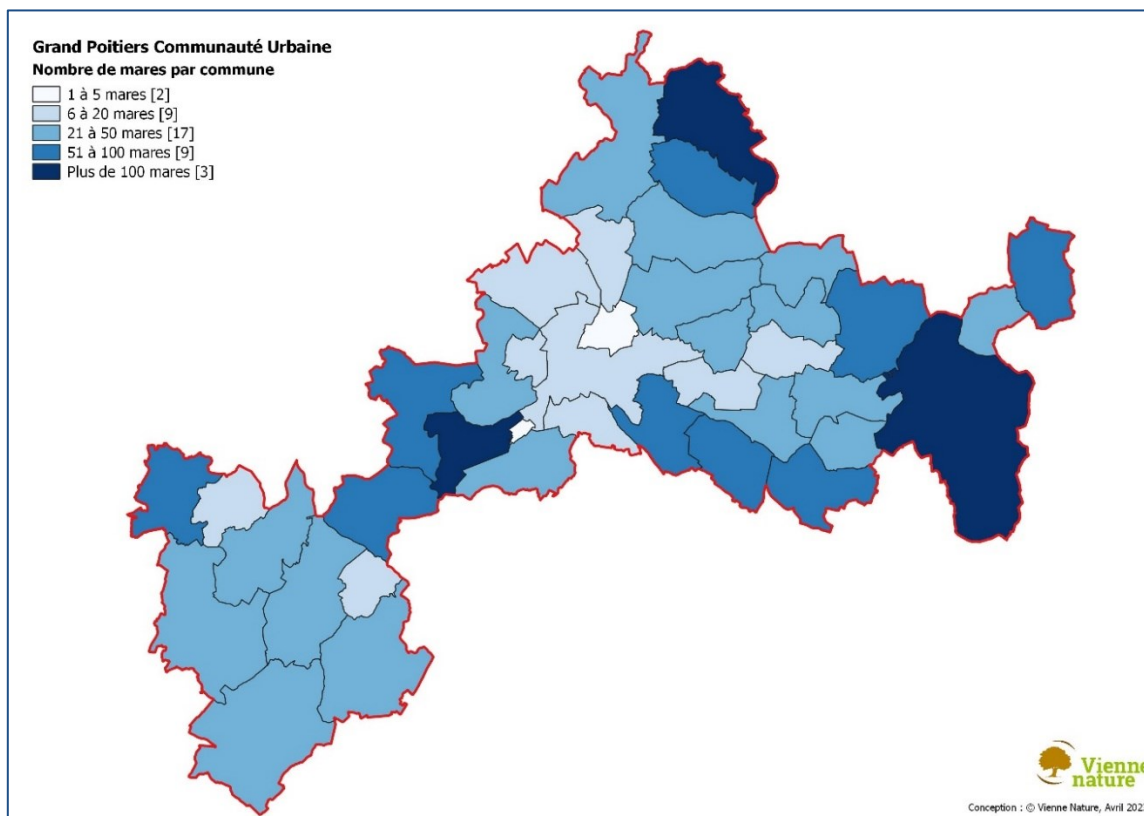 Grand Poitiers Communauté Urbaine
Nombre de mares par commune
1 à 5 mares [2]
6 à 20 mares [9]
21 à 50 mares [17]
51 à 100 mares [9]
Plus de 100 mares [3]
Vienne
nature
Conception : © Vienne Nature, Avril